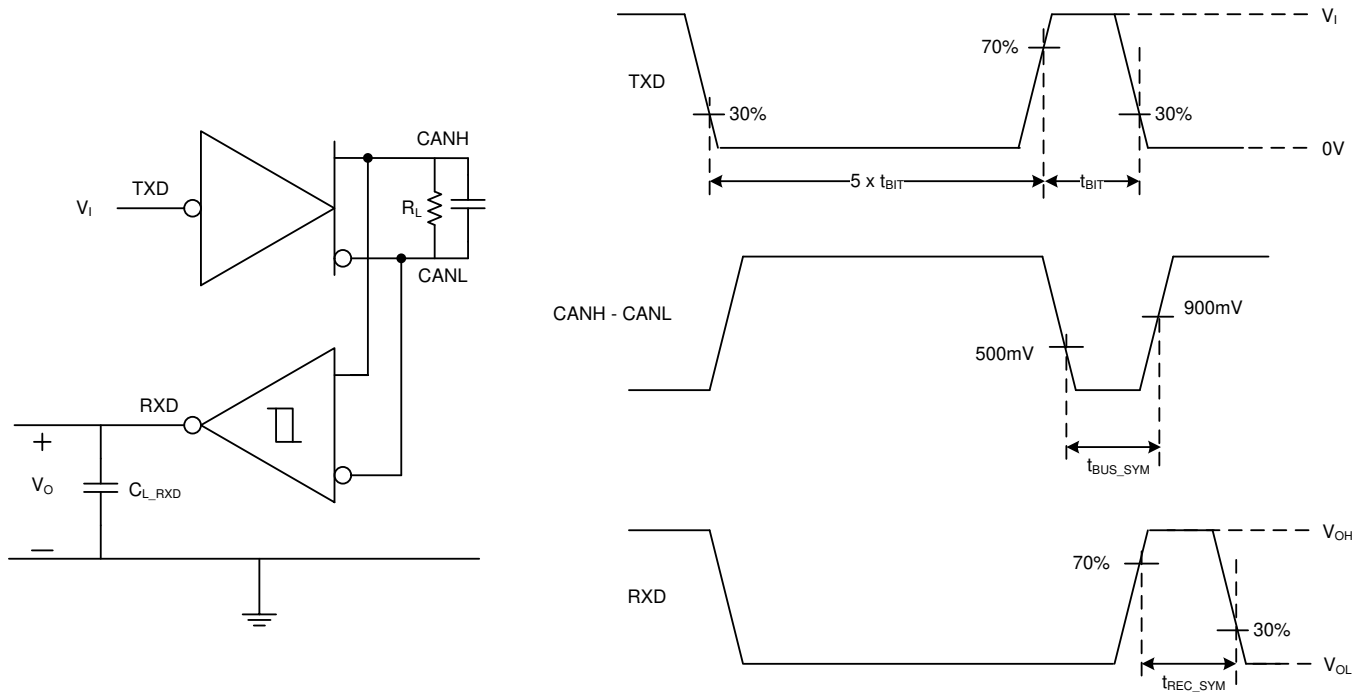 TXD
V_I
CANH
R_L
CANL
RXD
+
V_O
C_L_RXD
—
TXD
30%
70%
30%
V_I
0V
5 x t_BIT
t_BIT
CANH - CANL
500mV
900mV
t_BUS_SYM
RXD
70%
30%
V_OH
V_OL
t_REC_SYM